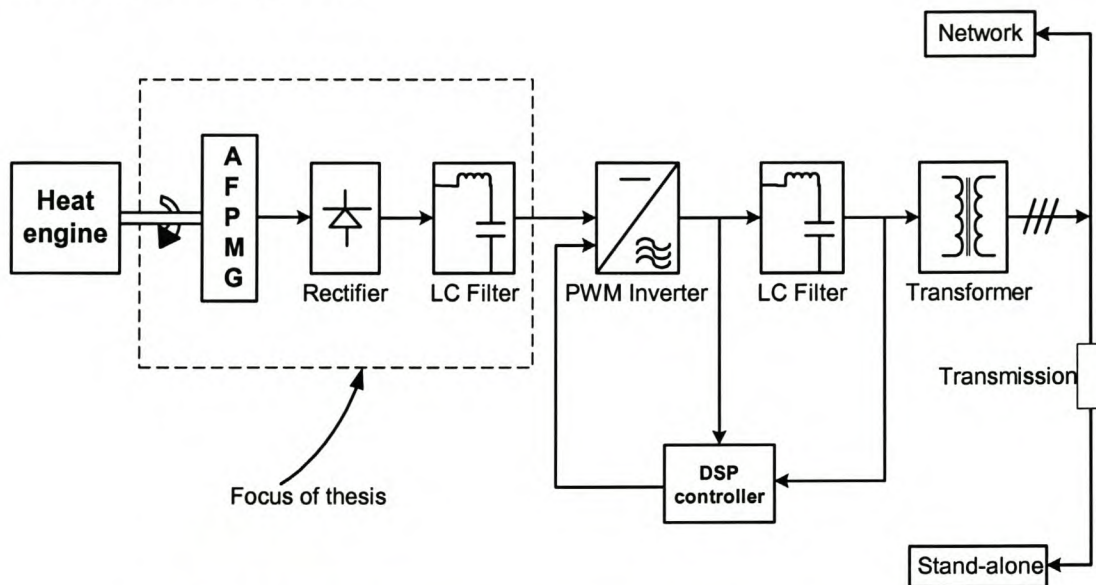 Network
Heat
engine
A
F
P
M
G
Rectifier
LC Filter
PWM Inverter
LC Filter
Transformer
Transmission
Focus of thesis
DSP
controller
Stand-alone